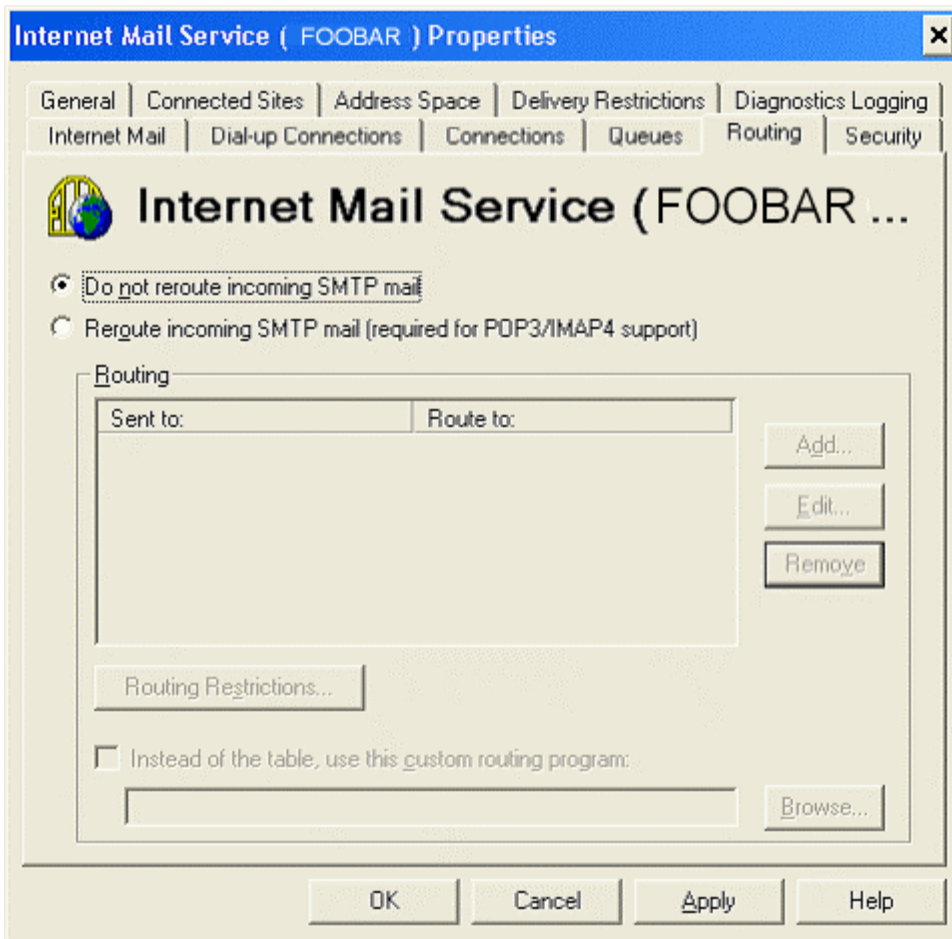 Internet Mail Service ( FOOBAR ) Properties
General Connected Sites Address Space Delivery Restrictions Diagnostics Logging
Internet Mail Dial-up Connections Connections Queues Routing Security
Internet Mail Service (FOOBAR ...
Do not reroute incoming SMTP mail
Reroute incoming SMTP mail (required for POP3/IMAP4 support)
Routing
Sent to: Route to:
Add...
Edit...
Remove
Routing Restrictions...
Instead of the table, use this custom routing program:
Browse...
OK Cancel Apply Help